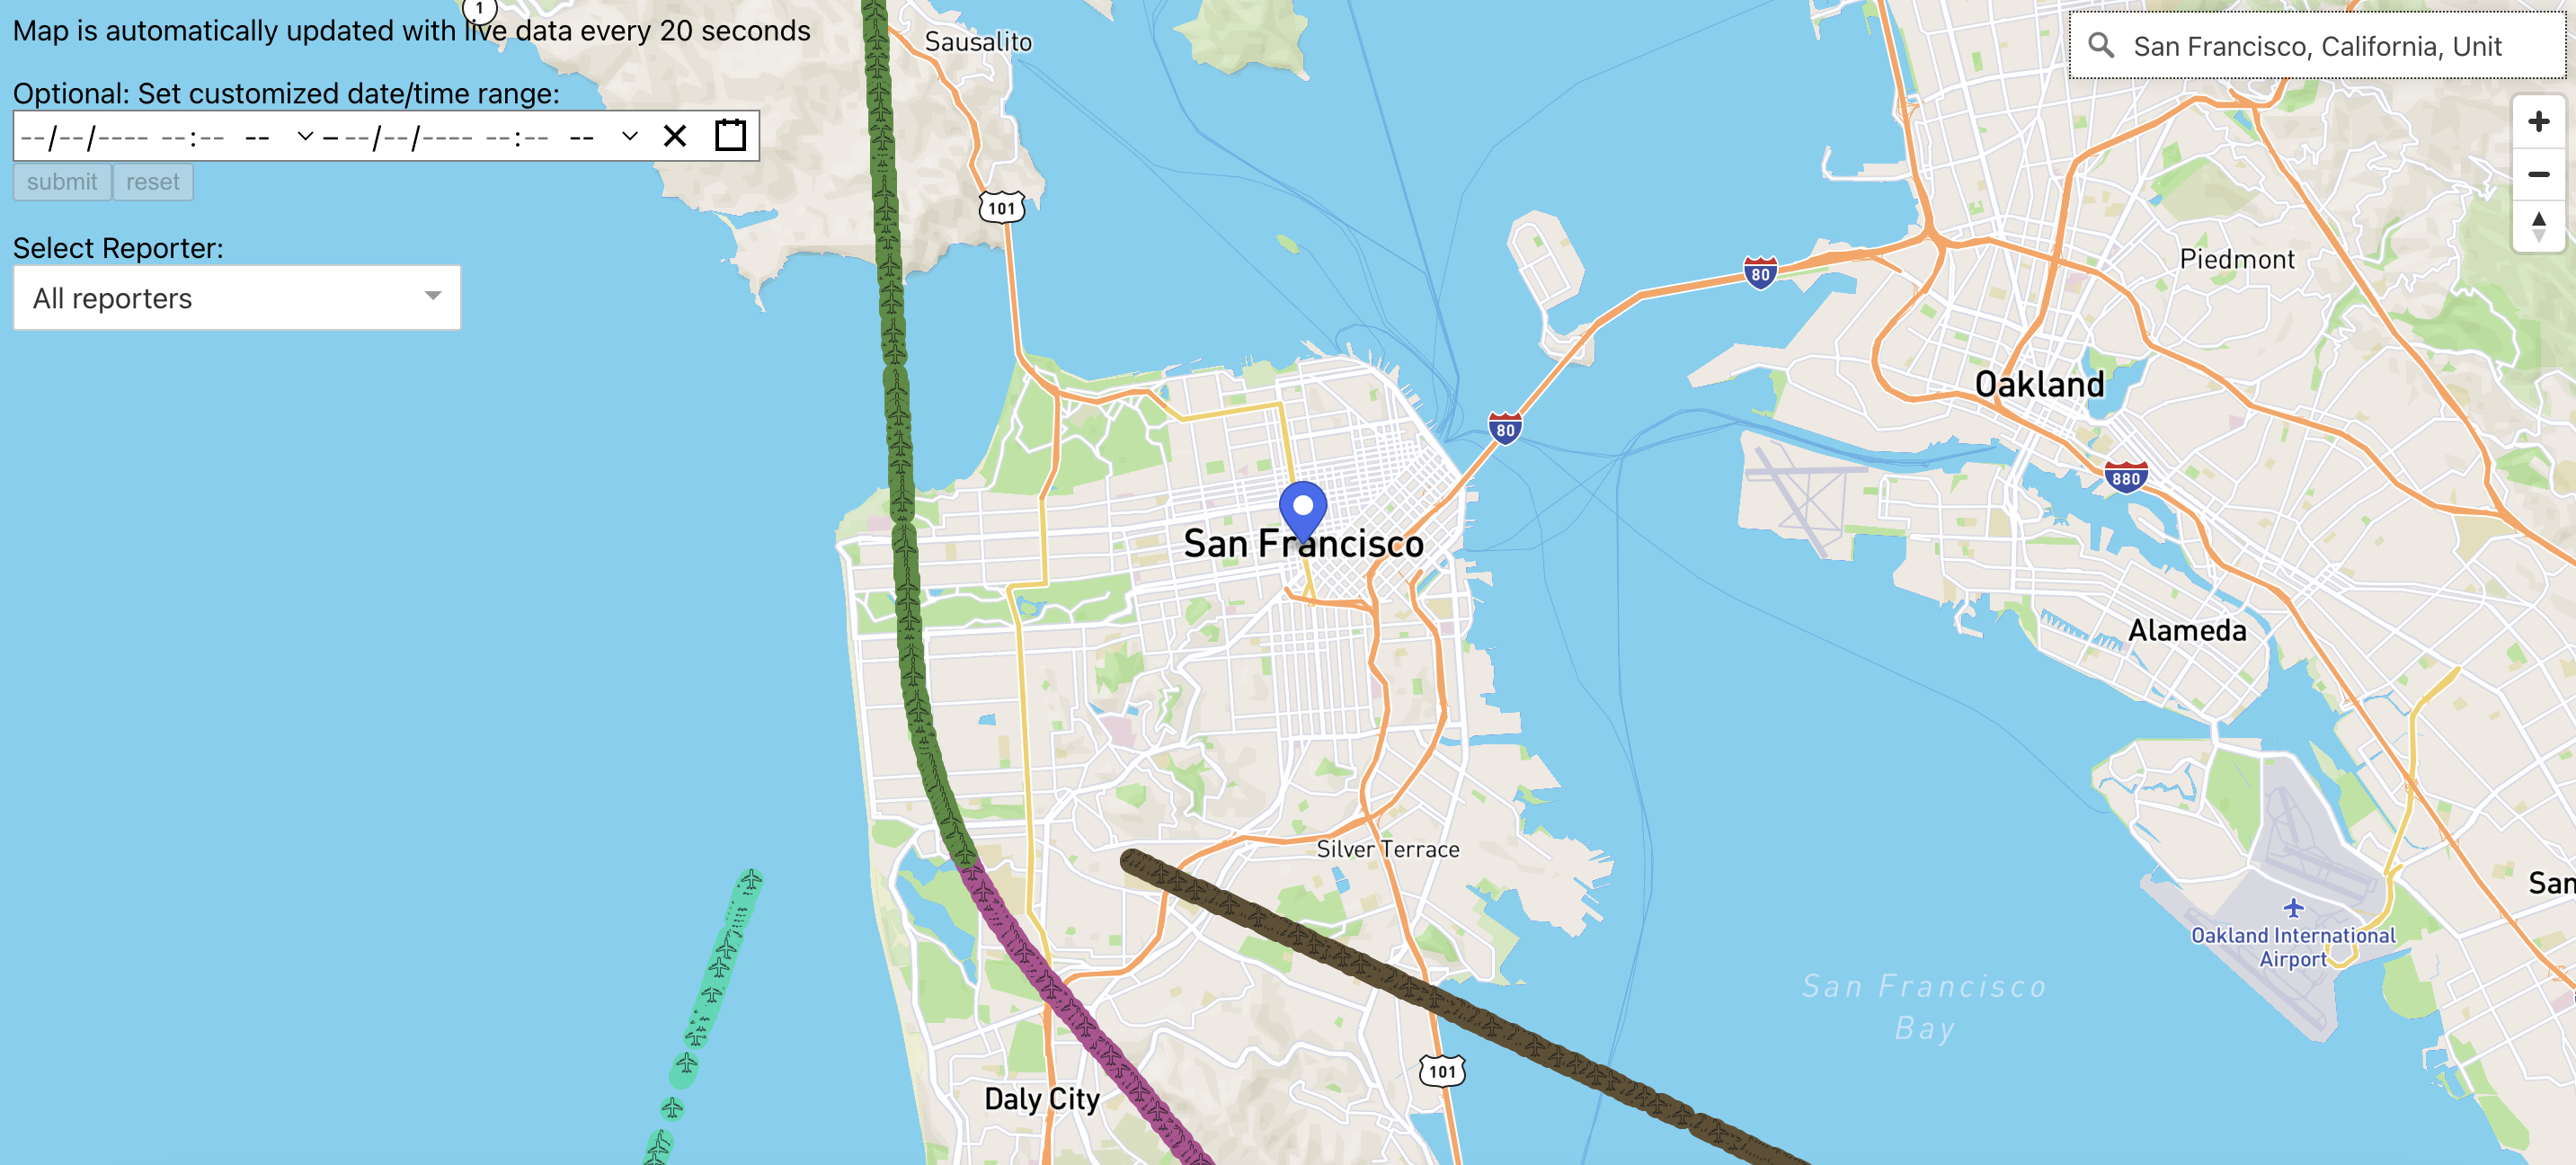 1
Map is automatically updated with live data every 20 seconds
Sausalito
San Francisco, California, Unit
Optional: Set customized date/time range:
--/--/---- --:-- -- – --/--/---- --:-- --
submit reset
101
Select Reporter:
All reporters
80
Piedmont
Oakland
80
880
San Francisco
Alameda
Silver Terrace
San
Oakland International
Airport
San Francisco
Bay
101
Daly City